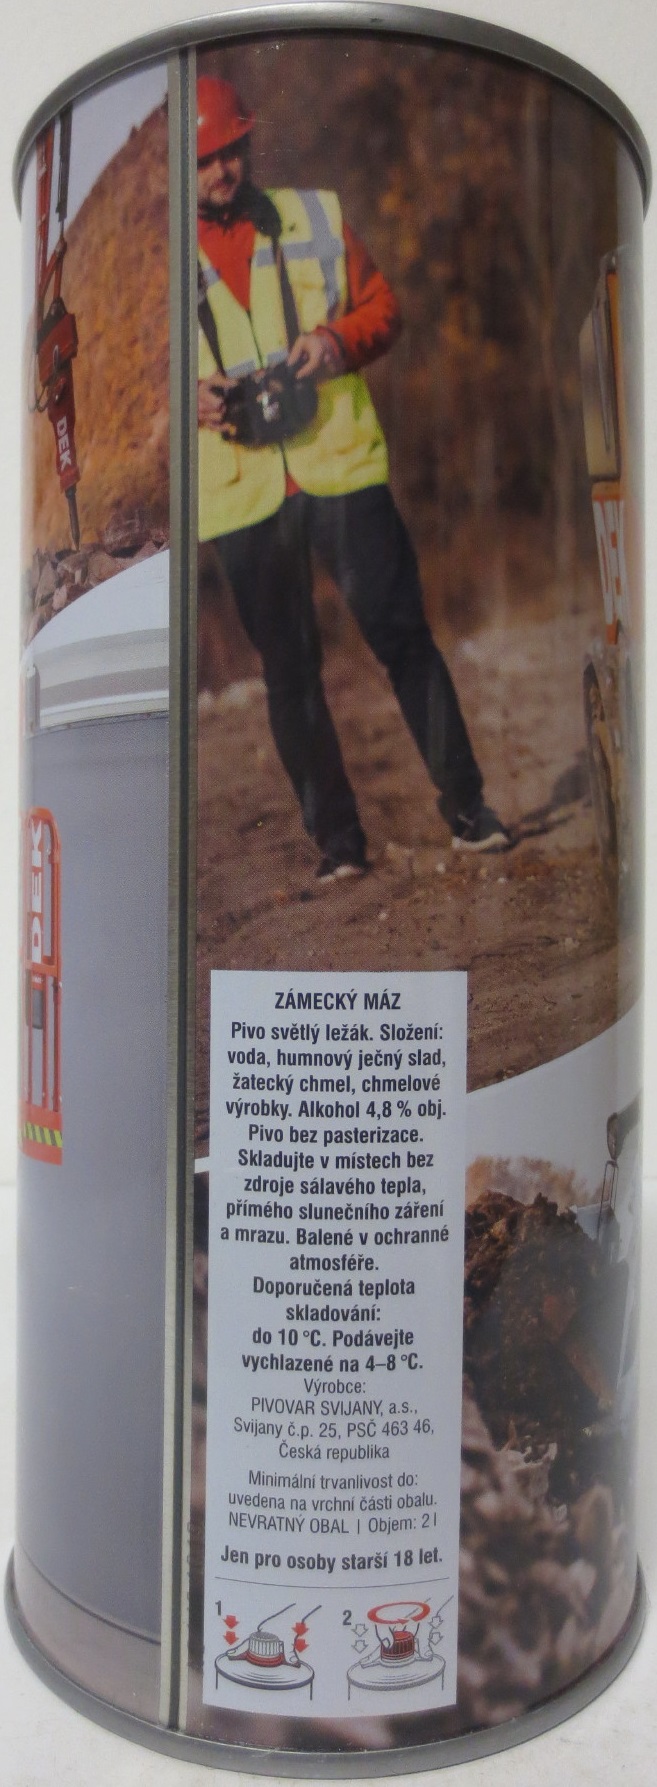 DEK
DEK
DEK
ZÁMECKÝ MÁZ
Pivo světlý ležák. Složení:
voda, humnový ječný slad,
žatecký chmel, chmelové
výrobky. Alkohol 4,8 % obj.
Pivo bez pasterizace.
Skladujte v místech bez
zdroje sálavého tepla,
přímého slunečního záření
a mrazu. Balené v ochranné
atmosféře.
Doporučená teplota
skladování:
do 10 °C. Podávejte
vychlazené na 4–8 °C.
Výrobce:
PIVOVAR SVIJANY, a.s.,
Svijany č.p. 25, PSČ 463 46,
Česká republika
Minimální trvanlivost do:
uvedena na vrchní části obalu.
NEVRATNÝ OBAL | Objem: 2 l
Jen pro osoby starší 18 let.
1 2